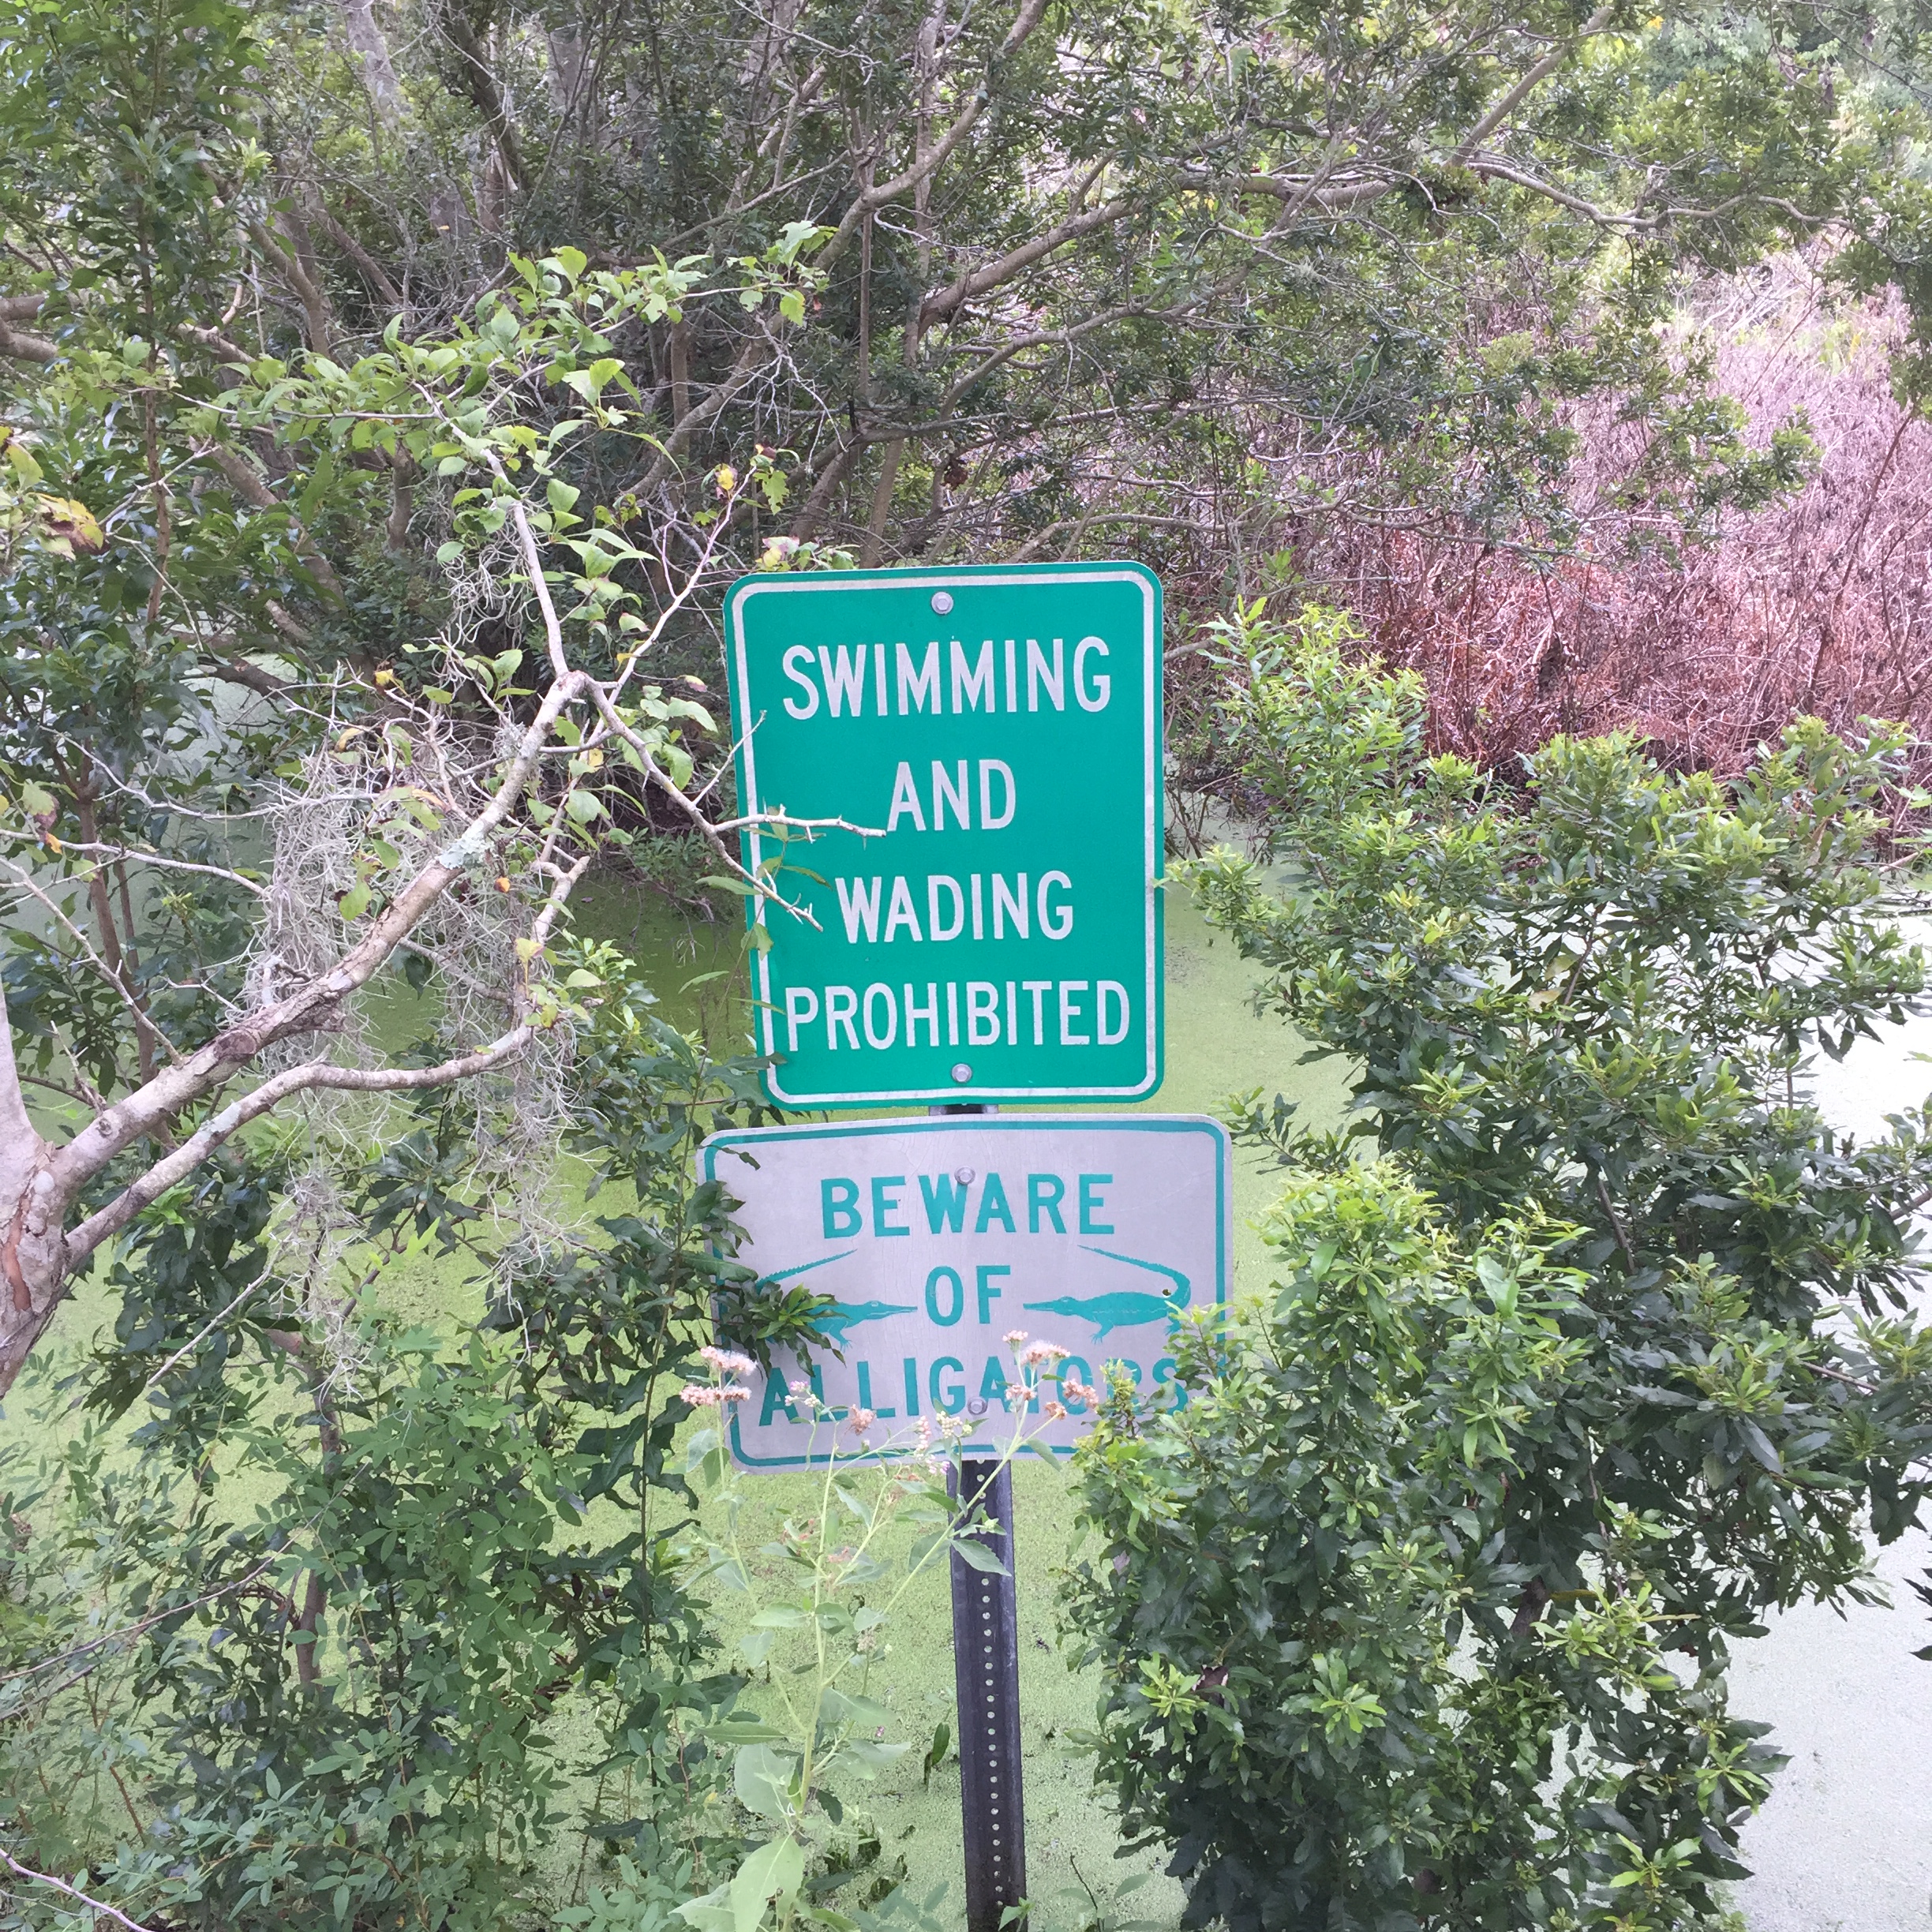 SWIMMING
AND
WADING
PROHIBITED
BEWARE
OF
ALLIGATORS